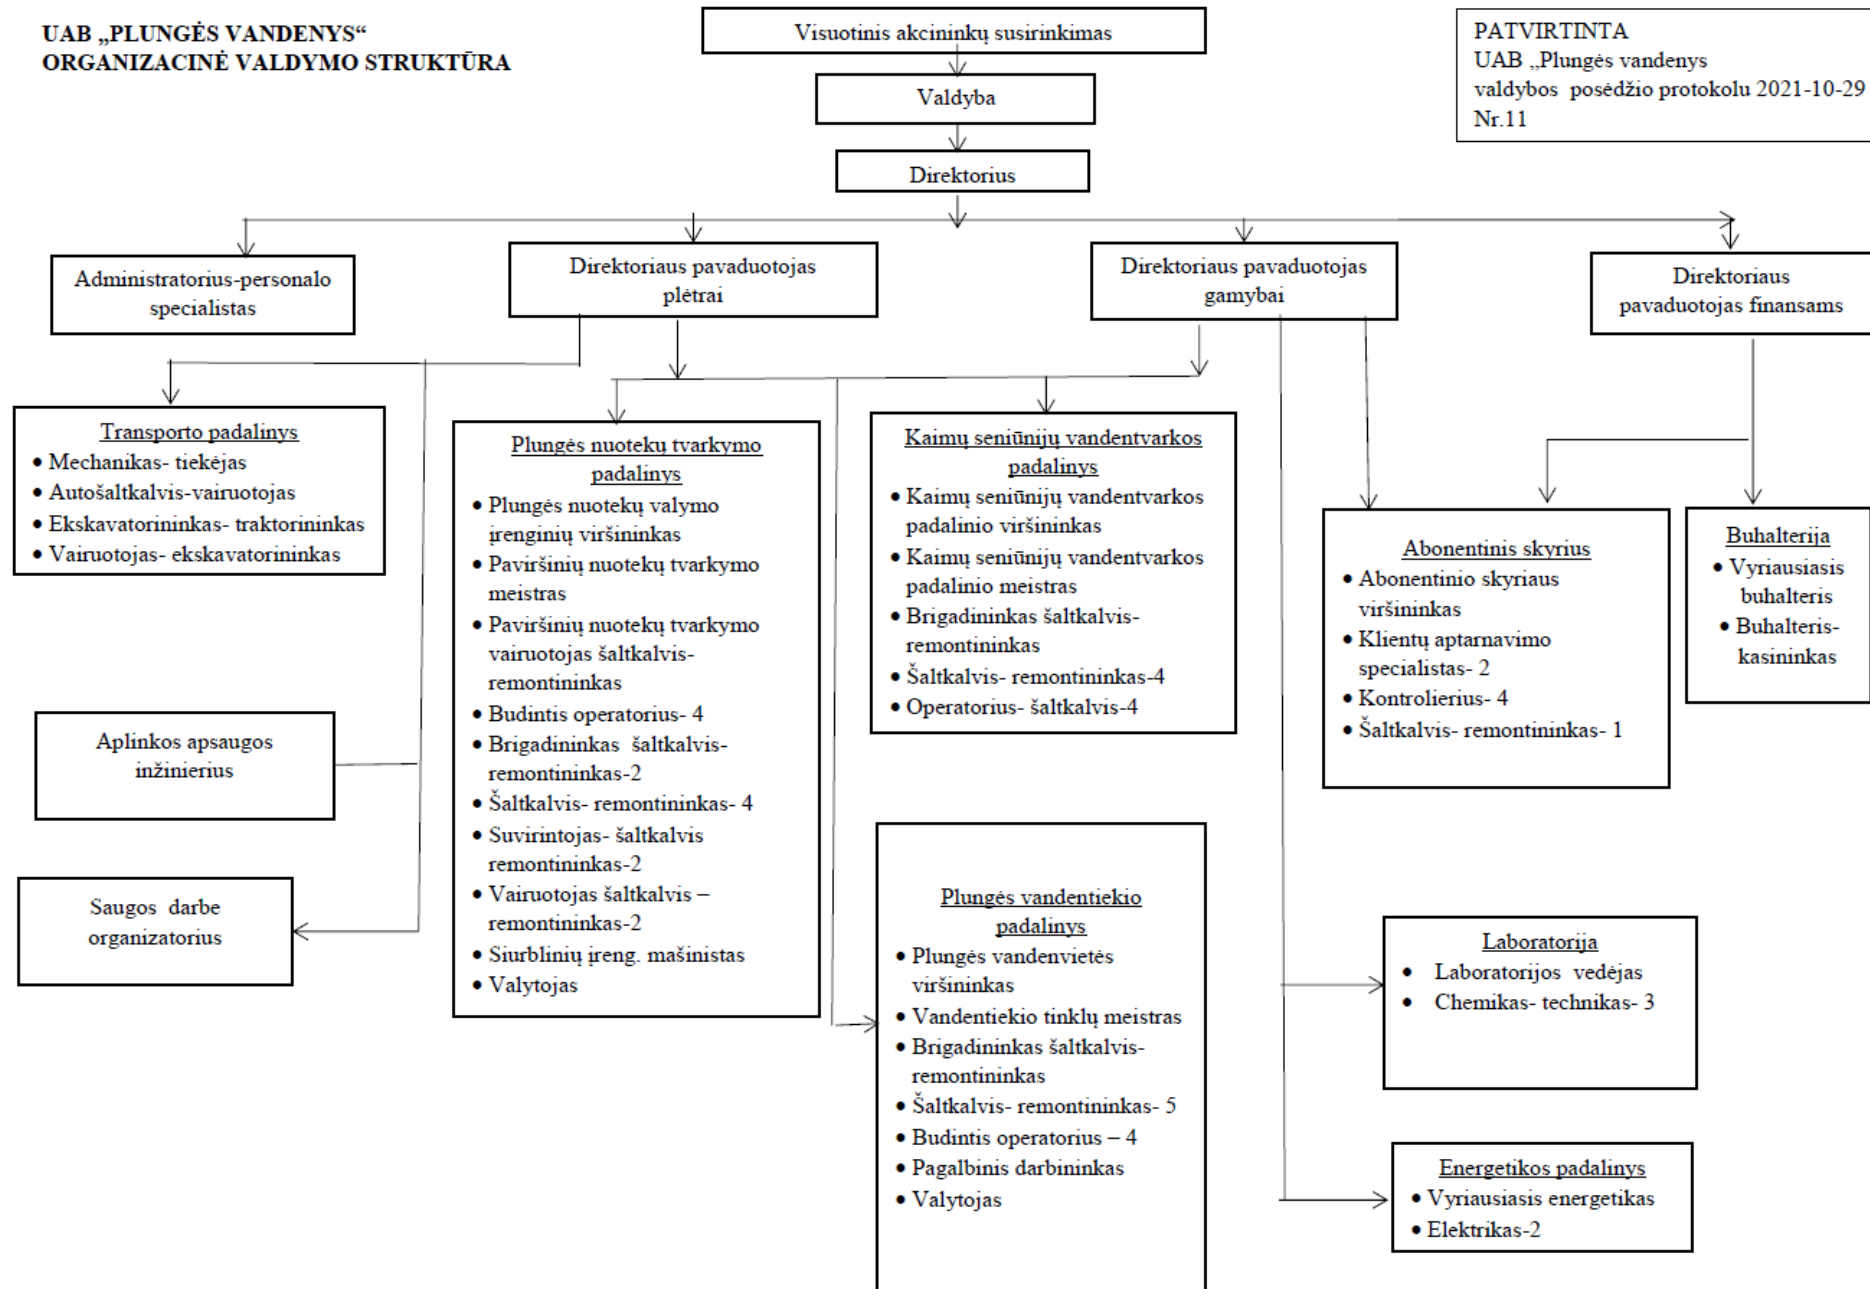 UAB „PLUNGĖS VANDENYS“
ORGANIZACINĖ VALDYMO STRUKTŪRA
Visuotinis akcininkų susirinkimas
PATVIRTINTA
UAB „Plungės vandenys
valdybos posėdžio protokolu 2021-10-29
Nr.11
Valdyba
Direktorius
Administratorius-personalo
specialistas
Direktoriaus pavaduotojas
plėtrai
Direktoriaus pavaduotojas
gamybai
Direktoriaus
pavaduotojas finansams
Transporto padalinys
• Mechanikas- tiekėjas
• Autošaltkalvis-vairuotojas
• Ekskavatorininkas- traktorininkas
• Vairuotojas- ekskavatorininkas
Plungės nuotekų tvarkymo
padalinys
• Plungės nuotekų valymo
įrenginių viršininkas
• Paviršinių nuotekų tvarkymo
meistras
• Paviršinių nuotekų tvarkymo
vairuotojas šaltkalvis-
remontininkas
• Budintis operatorius- 4
• Brigadininkas šaltkalvis-
remontininkas-2
• Šaltkalvis- remontininkas- 4
• Suvirintojas- šaltkalvis
remontininkas-2
• Vairuotojas šaltkalvis –
remontininkas-2
• Siurblinių įreng. mašinistas
• Valytojas
Kaimų seniūnijų vandentvarkos
padalinys
• Kaimų seniūnijų vandentvarkos
padalinio viršininkas
• Kaimų seniūnijų vandentvarkos
padalinio meistras
• Brigadininkas šaltkalvis-
remontininkas
• Šaltkalvis- remontininkas-4
• Operatorius- šaltkalvis-4
Abonentinis skyrius
• Abonentinio skyriaus
viršininkas
• Klientų aptarnavimo
specialistas- 2
• Kontrolierius- 4
• Šaltkalvis- remontininkas- 1
Buhalterija
• Vyriausiasis
buhalteris
• Buhalteris-
kasininkas
Aplinkos apsaugos
inžinierius
Saugos darbe
organizatorius
Plungės vandentiekio
padalinys
• Plungės vandenvietės
viršininkas
• Vandentiekio tinklų meistras
• Brigadininkas šaltkalvis-
remontininkas
• Šaltkalvis- remontininkas- 5
• Budintis operatorius – 4
• Pagalbinis darbininkas
• Valytojas
Laboratorija
• Laboratorijos vedėjas
• Chemikas- technikas- 3
Energetikos padalinys
• Vyriausiasis energetikas
• Elektrikas-2